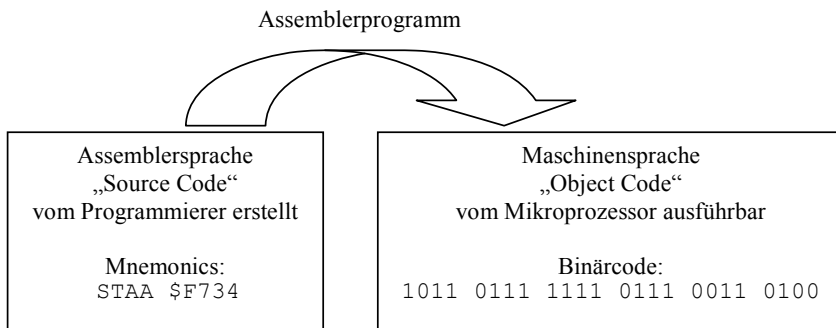 Assemblerprogramm
Assemblersprache
„Source Code“
vom Programmierer erstellt
Mnemonics:
STAA $F734
Maschinensprache
„Object Code“
vom Mikroprozessor ausführbar
Binärcode:
1011 0111 1111 0111 0011 0100